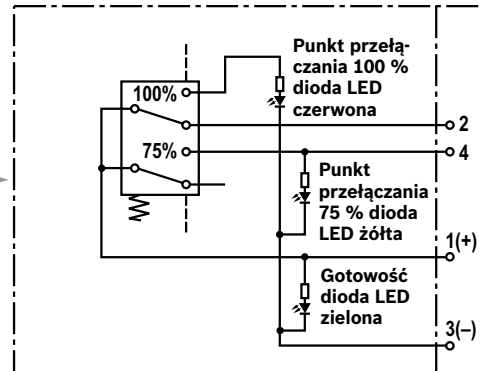 Punkt przełą-
czania 100 %
dioda LED
czerwona
100%
2
75%
4
Punkt
przełączania
75 % dioda
LED żółta
1(+)
Gotowość
dioda LED
zielona
3(–)